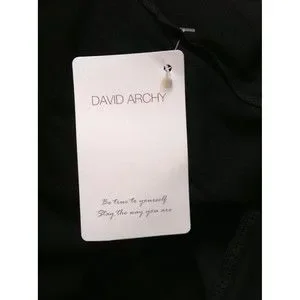 DAVID ARCHY
Be true to yourself
Stay the way you are